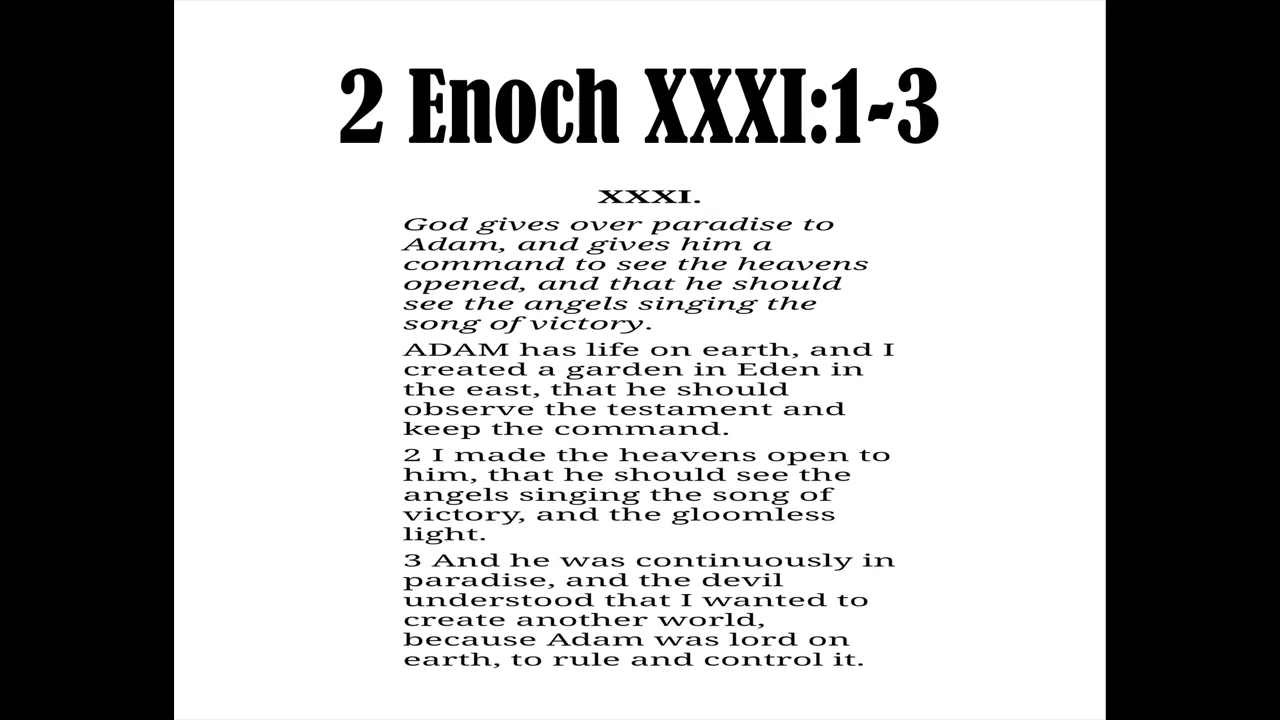 2 Enoch XXXI:1-3
XXXI.
God gives over paradise to
Adam, and gives him a
command to see the heavens
opened, and that he should
see the angels singing the
song of victory.
ADAM has life on earth, and I
created a garden in Eden in
the east, that he should
observe the testament and
keep the command.
2 I made the heavens open to
him, that he should see the
angels singing the song of
victory, and the gloomless
light.
3 And he was continuously in
paradise, and the devil
understood that I wanted to
create another world,
because Adam was lord on
earth, to rule and control it.